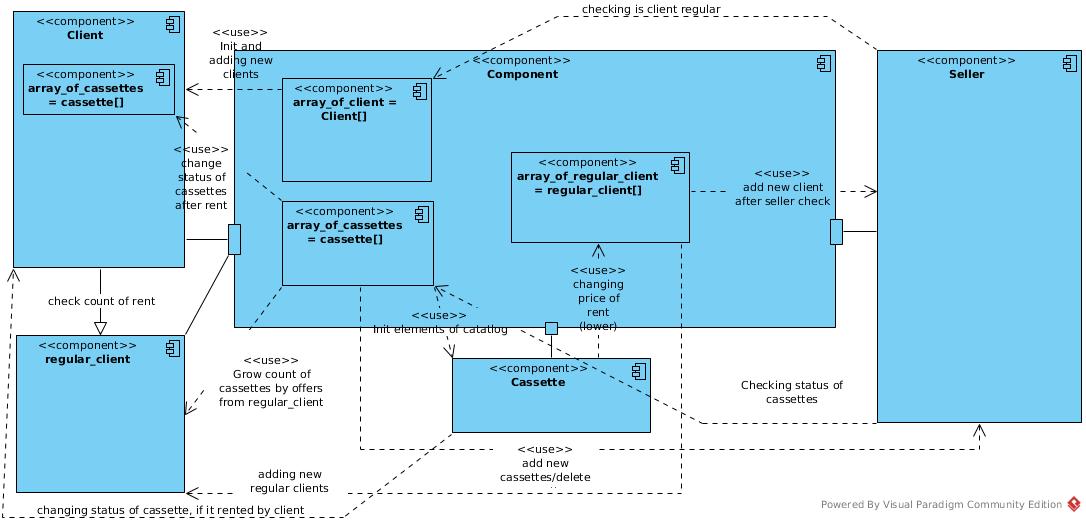 checking is client regular
<<component>>
Client
<<component>>
array_of_cassettes
= cassette[]
<<use>>
Init and
adding new
clients
<<component>>
Component
<<component>>
array_of_client =
Client[]
<<component>>
Seller
<<use>>
change
status of
cassettes
after rent
<<component>>
array_of_regular_client
= regular_client[]
<<use>>
add new client
after seller check
<<component>>
array_of_cassettes
= cassette[]
<<use>>
changing
price of
rent
(lower)
check count of rent
<<use>>
Init elements of catatlog
<<component>>
regular_client
<<use>>
Grow count of
cassettes by offers
from regular_client
<<component>>
Cassette
Checking status of
cassettes
<<use>>
add new
cassettes/delete
adding new
regular clients
changing status of cassette, if it rented by client
Powered By Visual Paradigm Community Edition